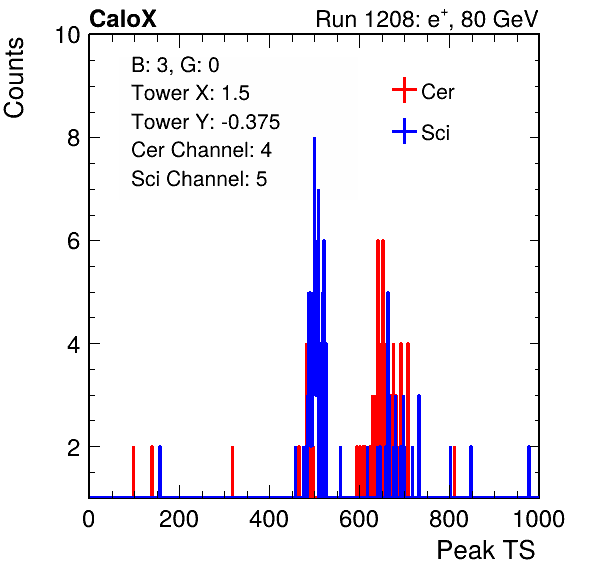 CaloX Run 1208: e⁺, 80 GeV
Counts
10
8
6
4
2
B: 3, G: 0
Tower X: 1.5
Tower Y: -0.375
Cer Channel: 4
Sci Channel: 5
Cer
Sci
0 200 400 600 800 1000
Peak TS